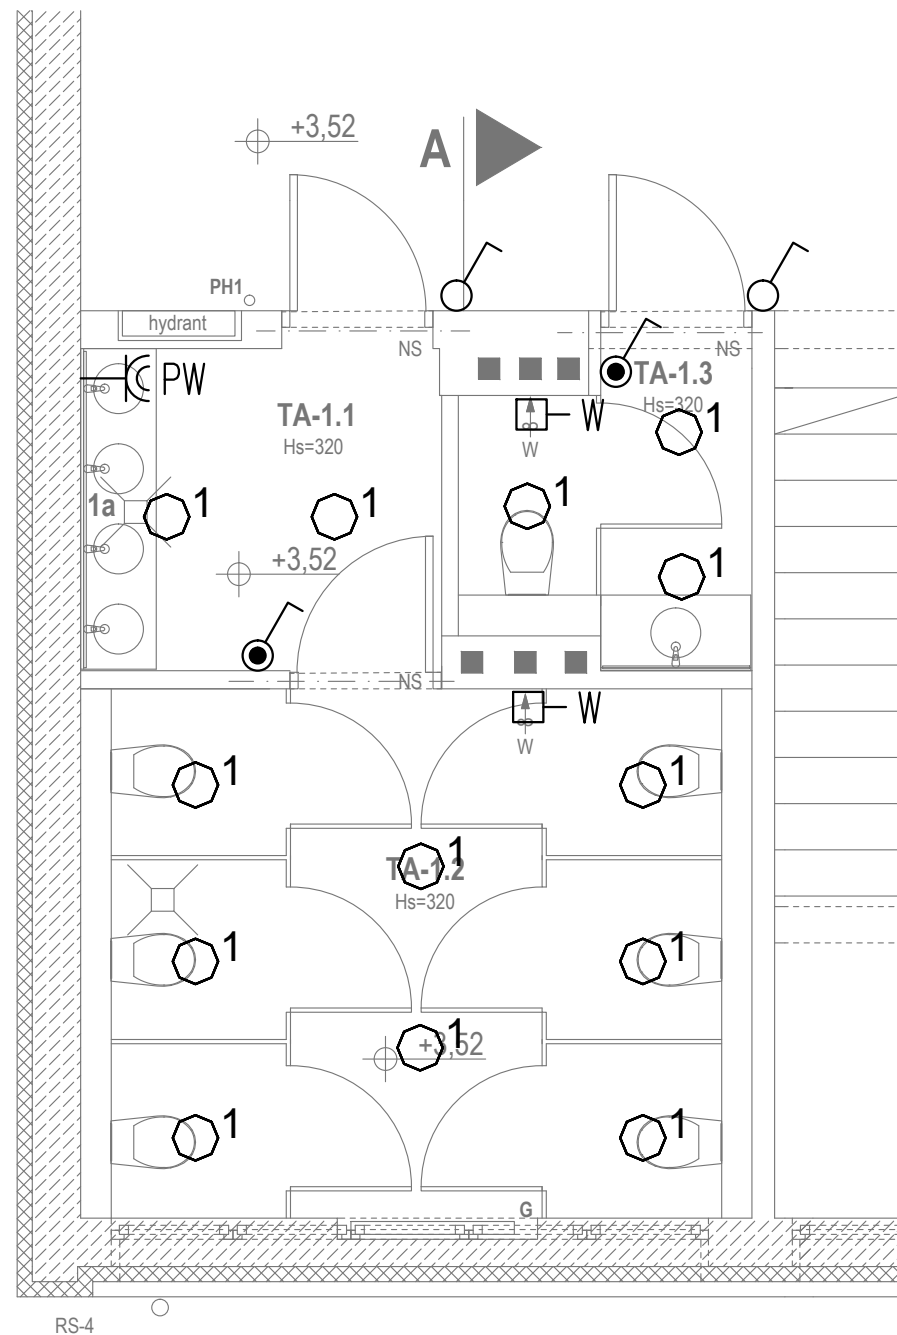 +3,52
A
PH1
hydrant
NS
NS
PW
TA-1.1
Hs=320
TA-1.3
Hs=320
1
W
8
W
1a
1
1
1
1
+3,52
NS
W
8
W
1
1
1
TA-1.2
Hs=320
1
1
1
+3,52
1
1
G
RS-4